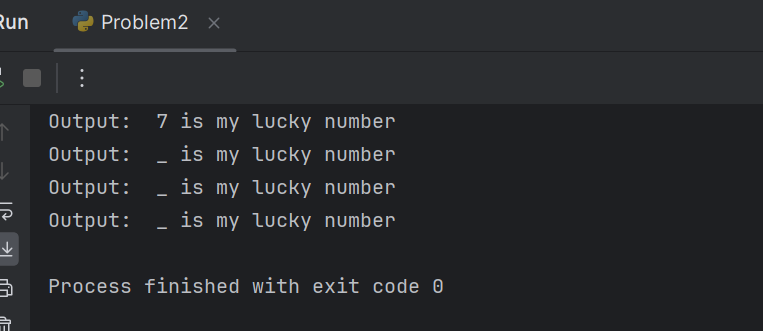 Run Problem2
Output:  7 is my lucky number
Output:  _ is my lucky number
Output:  _ is my lucky number
Output:  _ is my lucky number
Process finished with exit code 0